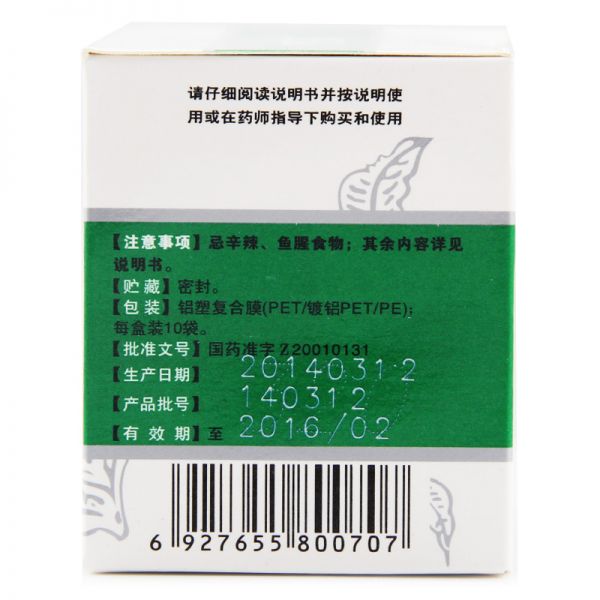 请仔细阅读说明书并按说明使
用或在药师指导下购买和使用
【注意事项】忌辛辣、鱼腥食物；其余内容详见
说明书。
【贮藏】密封。
【包装】铝塑复合膜(PET/镀铝PET/PE)；
每盒装10袋。
【批准文号】国药准字Z20010131
【生产日期】20140312
【产品批号】140312
【有效期】至 2016/02
6 927655 800707